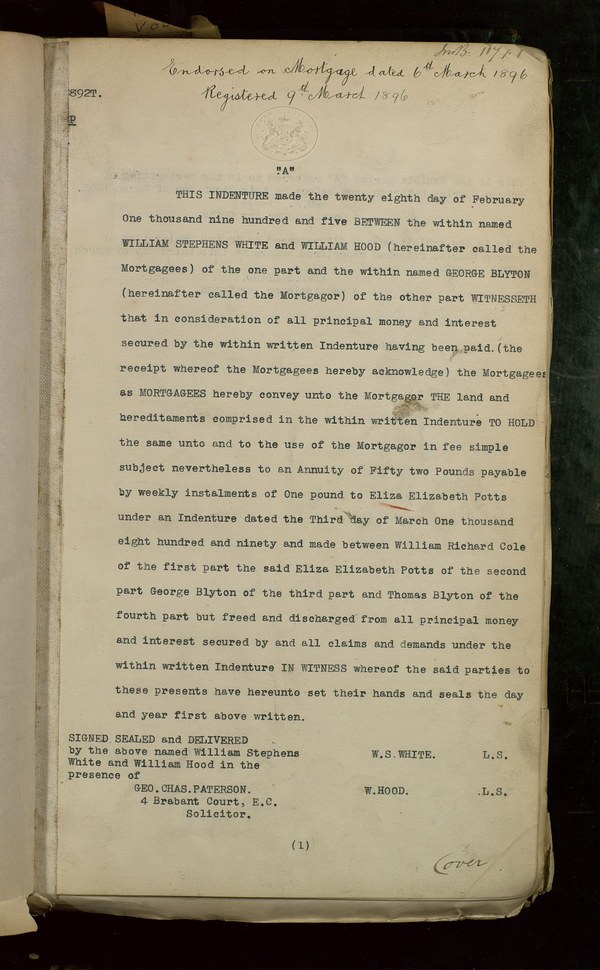 Endorsed on Mortgage dated 6th March 1896
Registered 9th March 1896
892T.
P
"A"
THIS INDENTURE made the twenty eighth day of February
One thousand nine hundred and five BETWEEN the within named
WILLIAM STEPHENS WHITE and WILLIAM HOOD (hereinafter called the
Mortgagees) of the one part and the within named GEORGE BLYTON
(hereinafter called the Mortgagor) of the other part WITNESSETH
that in consideration of all principal money and interest
secured by the within written Indenture having been paid.(the
receipt whereof the Mortgagees hereby acknowledge) the Mortgagees
as MORTGAGEES hereby convey unto the Mortgagor THE land and
hereditaments comprised in the within written Indenture TO HOLD
the same unto and to the use of the Mortgagor in fee simple
subject nevertheless to an Annuity of Fifty two Pounds payable
by weekly instalments of One pound to Eliza Elizabeth Potts
under an Indenture dated the Third day of March One thousand
eight hundred and ninety and made between William Richard Cole
of the first part the said Eliza Elizabeth Potts of the second
part George Blyton of the third part and Thomas Blyton of the
fourth part but freed and discharged from all principal money
and interest secured by and all claims and demands under the
within written Indenture IN WITNESS whereof the said parties to
these presents have hereunto set their hands and seals the day
and year first above written.
SIGNED SEALED and DELIVERED
by the above named William Stephens W.S.WHITE. L.S.
White and William Hood in the
presence of
GEO.CHAS.PATERSON. W.HOOD. .L.S.
4 Brabant Court, E.C.
Solicitor.
(1)
Cover